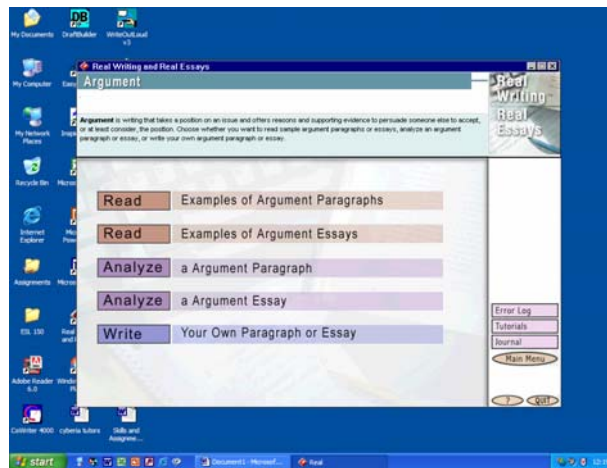 My Documents DraftBuilder Write:OutLoud
v3
Real Writing and Real Essays
Argument
Real
Writing
Real
Essays
My Computer
Argument is writing that takes a position on an issue and offers reasons and supporting evidence to persuade someone else to accept,
or at least consider, the position. Choose whether you want to read sample argument paragraphs or essays, analyze an argument
paragraph or essay, or write your own argument paragraph or essay.
My Network
Places
Recycle Bin
Read Examples of Argument Paragraphs
Internet
Explorer
Read Examples of Argument Essays
Assignments
Analyze a Argument Paragraph
Analyze a Argument Essay
ESL 150 Real
Write Your Own Paragraph or Essay
Error Log
Tutorials
Journal
Main Menu
Adobe Reader
6.0
? QUIT
CoWriter 4000 cyberia tutors Skills and
Assignme...
start Document1 - Microsof... Real